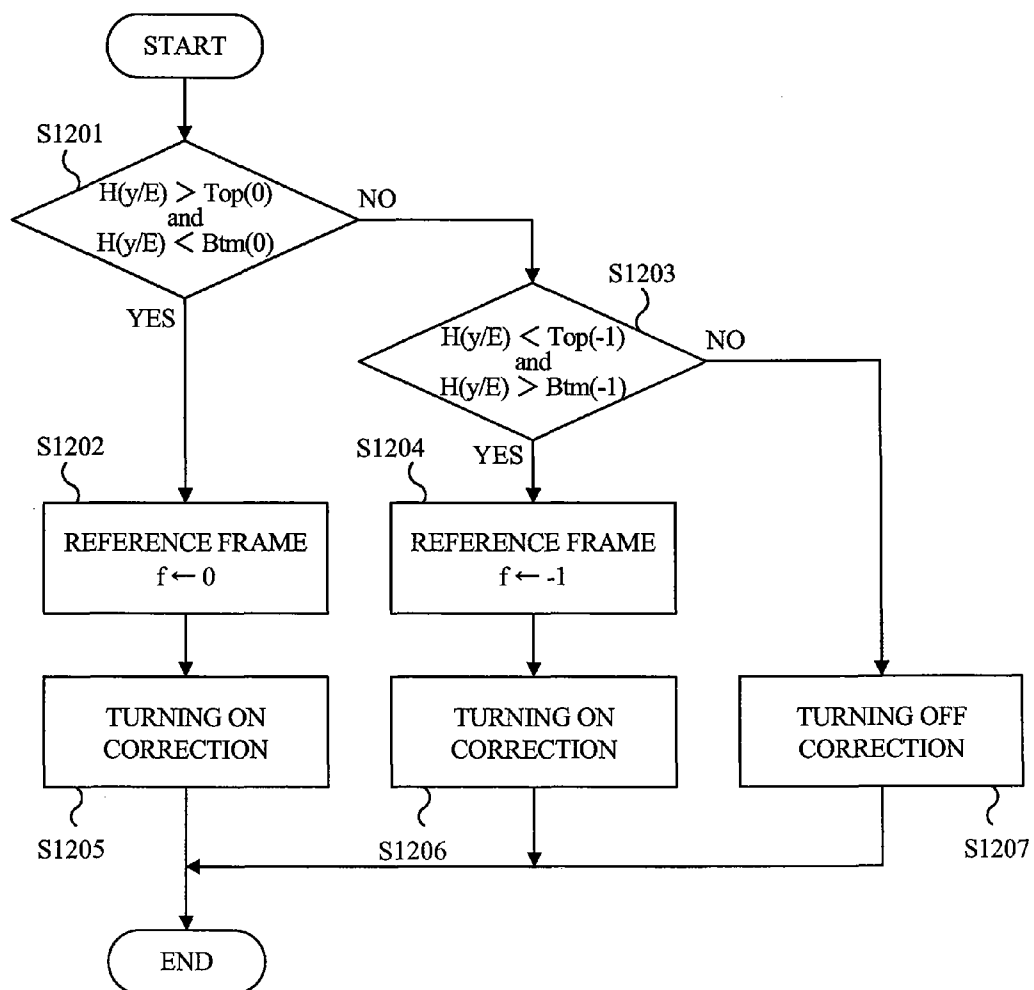 START
S1201
H(y/E) > Top(0)
and
H(y/E) < Btm(0)
NO
YES
S1203
H(y/E) < Top(-1)
and
H(y/E) > Btm(-1)
NO
YES
S1202
REFERENCE FRAME
f ← 0
S1204
REFERENCE FRAME
f ← -1
TURNING ON
CORRECTION
S1205
TURNING ON
CORRECTION
S1206
TURNING OFF
CORRECTION
S1207
END